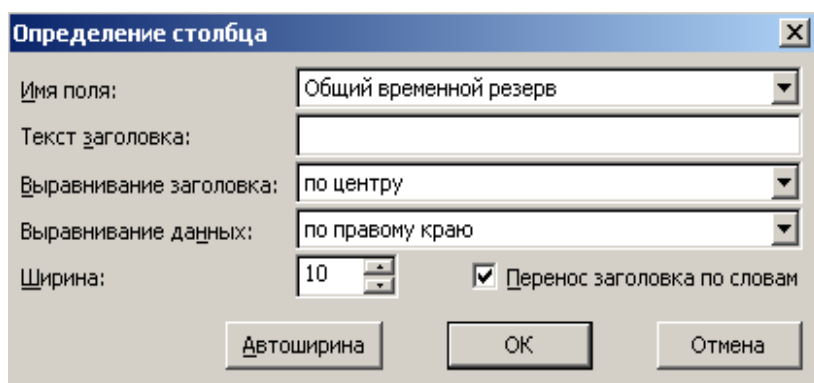 Определение столбца
Имя поля: Общий временной резерв
Текст заголовка:
Выравнивание заголовка: по центру
Выравнивание данных: по правому краю
Ширина: 10 Перенос заголовка по словам
Автоширина ОК Отмена